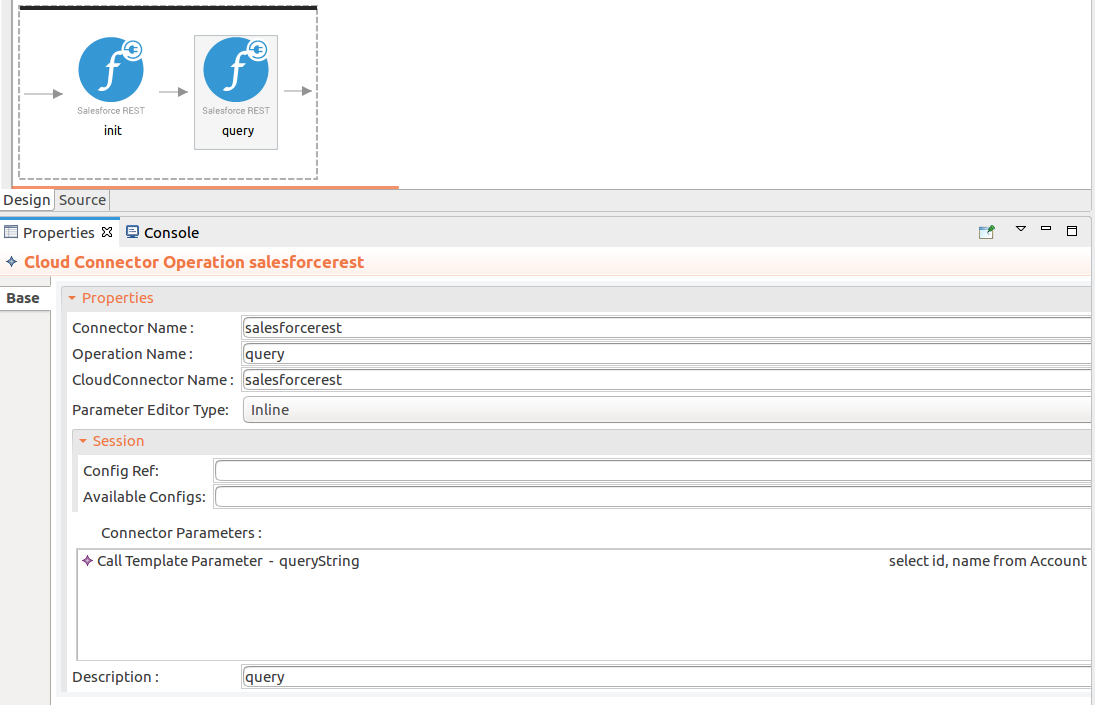 f f
Salesforce REST Salesforce REST
init query
Design Source
Properties Console
Cloud Connector Operation salesforcerest
Base
Properties
Connector Name : salesforcerest
Operation Name : query
CloudConnector Name : salesforcerest
Parameter Editor Type: Inline
Session
Config Ref:
Available Configs:
Connector Parameters :
Call Template Parameter - queryString select id, name from Account
Description : query